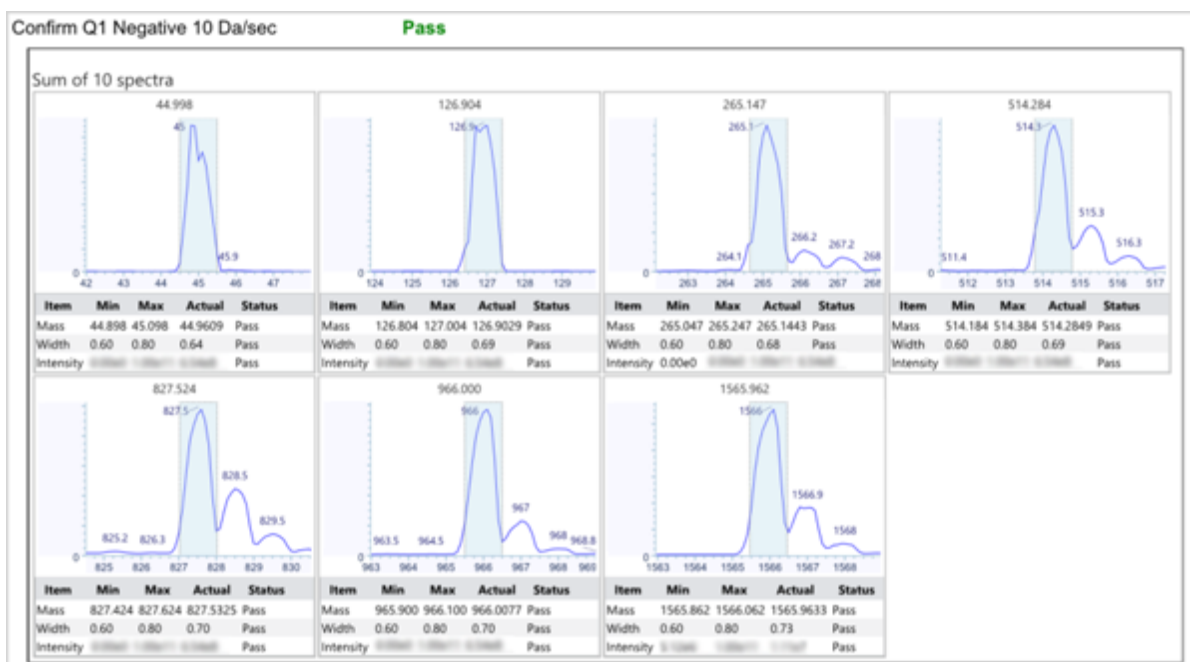 Confirm Q1 Negative 10 Da/sec Pass
Sum of 10 spectra
44.998
45
45.9
0
42 43 44 45 46 47
Item Min Max Actual Status
Mass 44.898 45.098 44.9609 Pass
Width 0.60 0.80 0.64 Pass
Intensity Pass
126.904
126.9
0
124 125 126 127 128 129
Item Min Max Actual Status
Mass 126.804 127.004 126.9029 Pass
Width 0.60 0.80 0.69 Pass
Intensity Pass
265.147
265.1
264.1 266.2 267.2 268
0
263 264 265 266 267 268
Item Min Max Actual Status
Mass 265.047 265.247 265.1443 Pass
Width 0.60 0.80 0.68 Pass
Intensity 0.00e0 Pass
514.284
514.3
515.3
511.4 516.3
0
512 513 514 515 516 517
Item Min Max Actual Status
Mass 514.184 514.384 514.2849 Pass
Width 0.60 0.80 0.69 Pass
Intensity Pass
827.524
827.5
828.5
825.2 826.3 829.5
0
825 826 827 828 829 830
Item Min Max Actual Status
Mass 827.424 827.624 827.5325 Pass
Width 0.60 0.80 0.70 Pass
Intensity Pass
966.000
966
967
963.5 964.5 968 968.8
0
963 964 965 966 967 968 969
Item Min Max Actual Status
Mass 965.900 966.100 966.0077 Pass
Width 0.60 0.80 0.70 Pass
Intensity Pass
1565.962
1566
1566.9
1568
0
1563 1564 1565 1566 1567 1568
Item Min Max Actual Status
Mass 1565.862 1566.062 1565.9633 Pass
Width 0.60 0.80 0.73 Pass
Intensity Pass